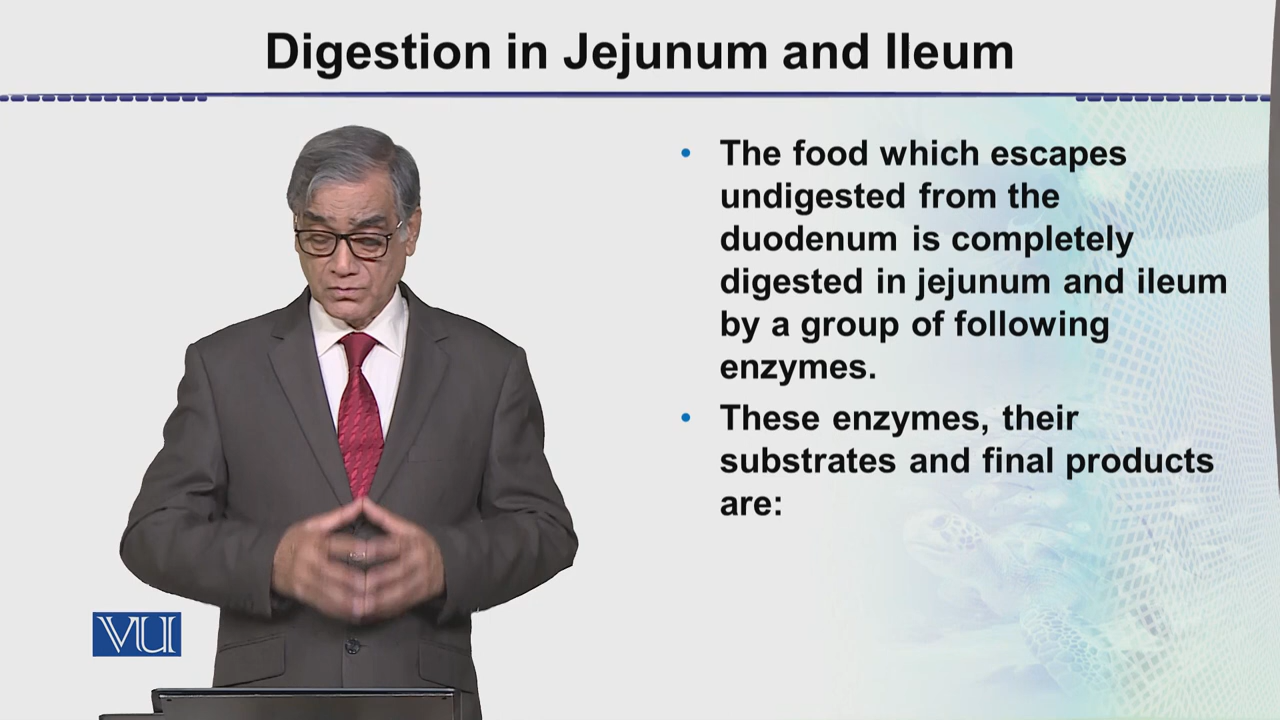 Digestion in Jejunum and Ileum
• The food which escapes
undigested from the
duodenum is completely
digested in jejunum and ileum
by a group of following
enzymes.
• These enzymes, their
substrates and final products
are:
VU